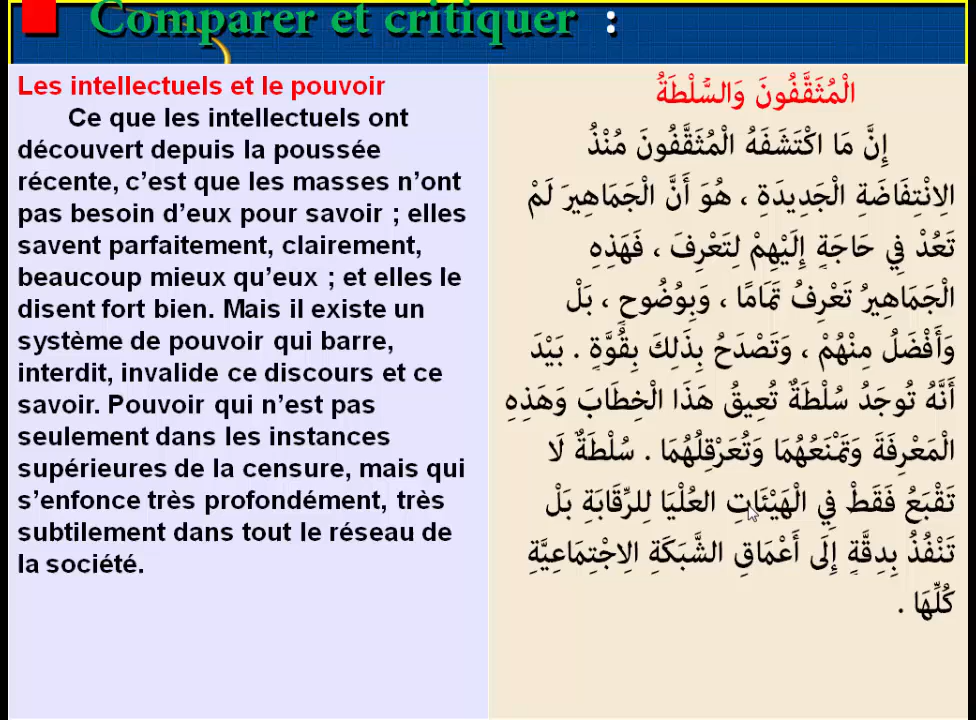 Comparer et critiquer :
Les intellectuels et le pouvoir
Ce que les intellectuels ont
découvert depuis la poussée
récente, c’est que les masses n’ont
pas besoin d’eux pour savoir ; elles
savent parfaitement, clairement,
beaucoup mieux qu’eux ; et elles le
disent fort bien. Mais il existe un
système de pouvoir qui barre,
interdit, invalide ce discours et ce
savoir. Pouvoir qui n’est pas
seulement dans les instances
supérieures de la censure, mais qui
s’enfonce très profondément, très
subtilement dans tout le réseau de
la société.
الْمُثَقَّفُونَ وَالسُّلْطَةُ
إِنَّ مَا اكْتَشَفَهُ الْمُثَقَّفُونَ مُنْذُ
الِانْتِفَاضَةِ الْجَدِيدَةِ ، هُوَ أَنَّ الْجَمَاهِيرَ لَمْ
تَعُدْ فِي حَاجَةٍ إِلَيْهِمْ لِتَعْرِفَ ، فَهَذِهِ
الْجَمَاهِيرُ تَعْرِفُ تَمَامًا ، وَبِوُضُوحٍ ، بَلْ
وَأَفْضَلُ مِنْهُمْ ، وَتَصْدَحُ بِذَلِكَ بِقُوَّةٍ . بَيْدَ
أَنَّهُ تُوجَدُ سُلْطَةٌ تُعِيقُ هَذَا الْخِطَابَ وَهَذِهِ
الْمَعْرِفَةَ وَتَمْنَعُهُمَا وَتُعَرْقِلُهُمَا . سُلْطَةٌ لَا
تَقْبَعُ فَقَطْ فِي الْهَيْئَاتِ العُلْيَا لِلرِّقَابَةِ بَلْ
تَنْفُذُ بِدِقَّةٍ إِلَى أَعْمَاقِ الشَّبَكَةِ الِاجْتِمَاعِيَّةِ
كُلِّهَا .